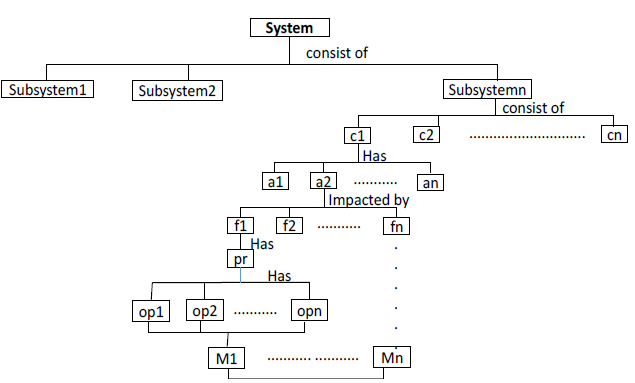 System
consist of
Subsystem1 Subsystem2 Subsystemn
consist of
c1 c2 ............................. cn
Has
a1 a2 ........... an
Impacted by
f1 f2 ........... fn
Has
pr
Has
op1 op2 ........... opn
M1 ........... ........... Mn